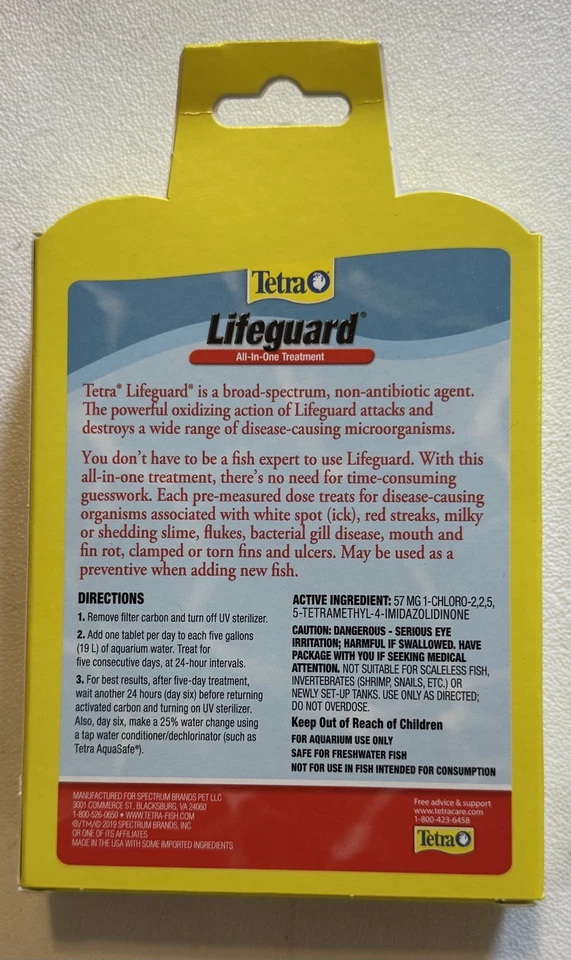 Tetra
Lifeguard®
All-In-One Treatment
Tetra® Lifeguard® is a broad-spectrum, non-antibiotic agent.
The powerful oxidizing action of Lifeguard attacks and
destroys a wide range of disease-causing microorganisms.
You don't have to be a fish expert to use Lifeguard. With this
all-in-one treatment, there's no need for time-consuming
guesswork. Each pre-measured dose treats for disease-causing
organisms associated with white spot (ick), red streaks, milky
or shedding slime, flukes, bacterial gill disease, mouth and
fin rot, clamped or torn fins and ulcers. May be used as a
preventive when adding new fish.
DIRECTIONS
1. Remove filter carbon and turn off UV sterilizer.
2. Add one tablet per day to each five gallons
(19 L) of aquarium water. Treat for
five consecutive days, at 24-hour intervals.
3. For best results, after five-day treatment,
wait another 24 hours (day six) before returning
activated carbon and turning on UV sterilizer.
Also, day six, make a 25% water change using
a tap water conditioner/dechlorinator (such as
Tetra AquaSafe®).
ACTIVE INGREDIENT: 57 MG 1-CHLORO-2,2,5,
5-TETRAMETHYL-4-IMIDAZOLIDINONE
CAUTION: DANGEROUS - SERIOUS EYE
IRRITATION; HARMFUL IF SWALLOWED. HAVE
PACKAGE WITH YOU IF SEEKING MEDICAL
ATTENTION. NOT SUITABLE FOR SCALELESS FISH,
INVERTEBRATES (SHRIMP, SNAILS, ETC.) OR
NEWLY SET-UP TANKS. USE ONLY AS DIRECTED;
DO NOT OVERDOSE.
Keep Out of Reach of Children
FOR AQUARIUM USE ONLY
SAFE FOR FRESHWATER FISH
NOT FOR USE IN FISH INTENDED FOR CONSUMPTION
MANUFACTURED FOR SPECTRUM BRANDS PET LLC
3001 COMMERCE ST. BLACKSBURG, VA 24060
1-800-526-0650 • WWW.TETRA-FISH.COM
®/TM/© 2019 SPECTRUM BRANDS, INC.
OR ONE OF ITS AFFILIATES
MADE IN THE USA WITH SOME IMPORTED INGREDIENTS
Free advice & support
www.tetracare.com
1-800-423-6458
Tetra